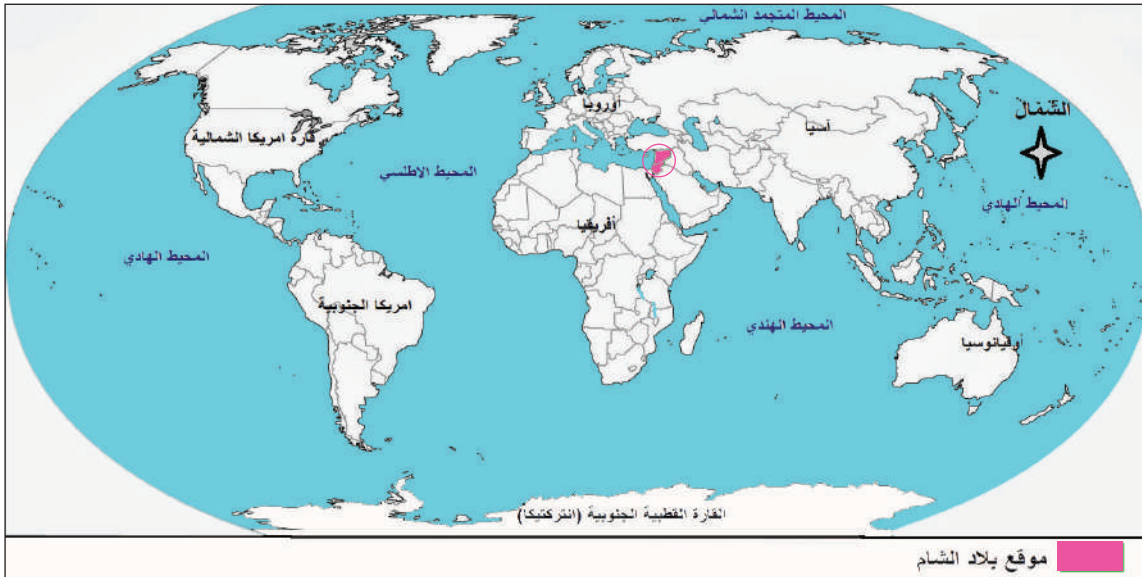 المحيط المتجمد الشمالي
الشمال
أوروبا
آسيا
قارة امريكا الشمالية
المحيط الاطلسي
المحيط الهادي
أفريقيا
المحيط الهادي
امريكا الجنوبية
المحيط الهندي
أوقيانوسيا
القارة القطبية الجنوبية (انتركتيكا)
موقع بلاد الشام